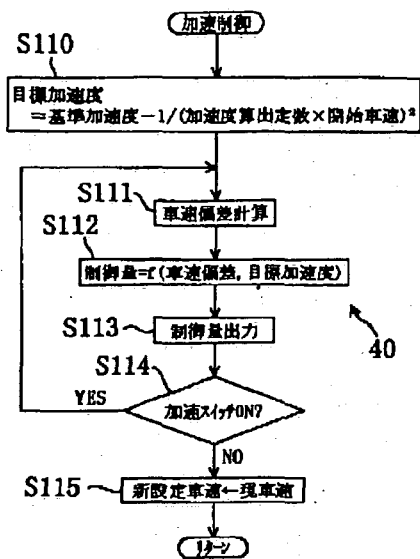 加速制御
S110
目標加速度
=基準加速度-1/(加速度算出定数×開始車速)²
S111
車速偏差計算
S112
制御量=f(車速偏差,目標加速度)
S113
制御量出力
40
S114
YES
加速スイッチON?
NO
S115
新設定車速←現車速
リターン